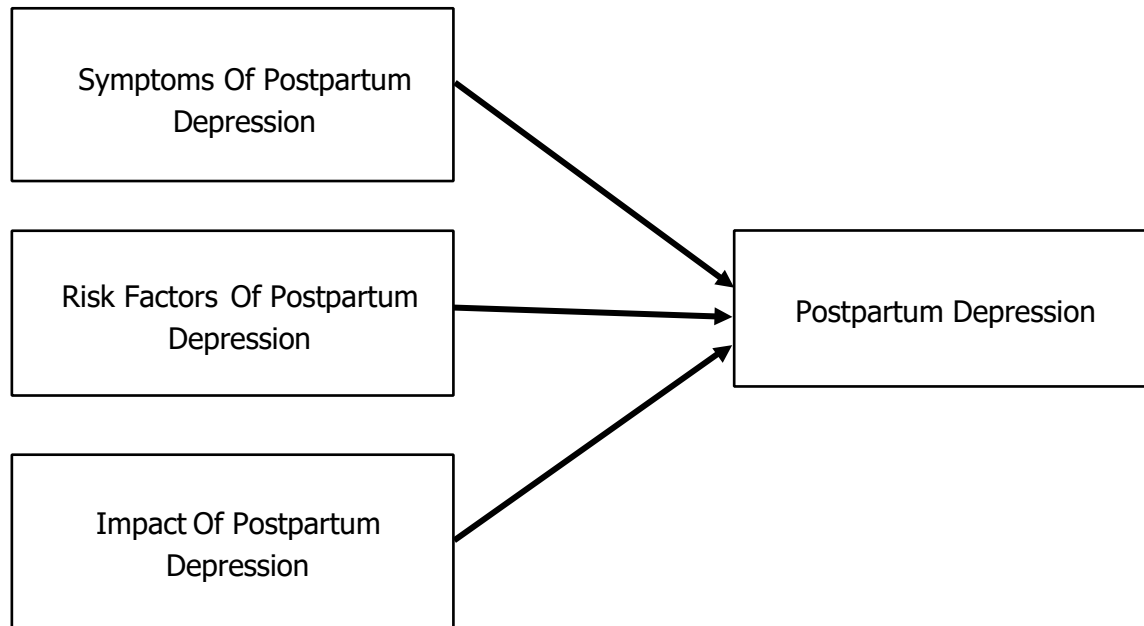 Symptoms Of Postpartum
Depression
Risk Factors Of Postpartum
Depression
Postpartum Depression
Impact Of Postpartum
Depression